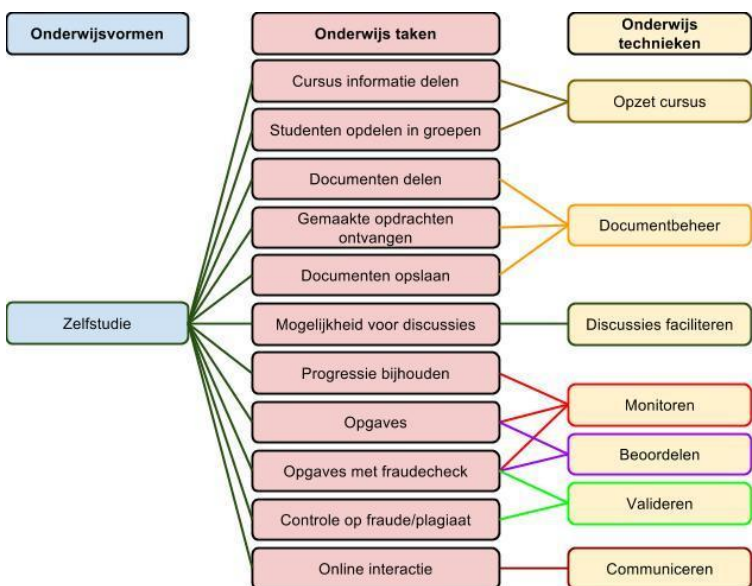 Onderwijsvormen
Onderwijs taken
Onderwijs
technieken
Cursus informatie delen
Opzet cursus
Studenten opdelen in groepen
Documenten delen
Gemaakte opdrachten
ontvangen
Documentbeheer
Documenten opslaan
Zelfstudie
Mogelijkheid voor discussies
Discussies faciliteren
Progressie bijhouden
Monitoren
Opgaves
Beoordelen
Opgaves met fraudecheck
Valideren
Controle op fraude/plagiaat
Online interactie
Communiceren